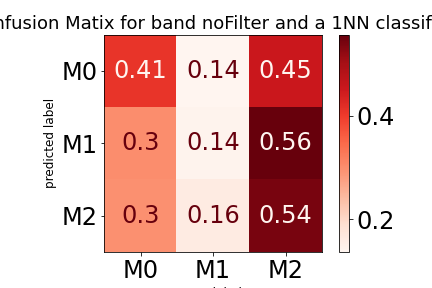 nfusion Matix for band noFilter and a 1NN classif
M0 0.41 0.14 0.45
M1 0.3 0.14 0.56
M2 0.3 0.16 0.54
M0 M1 M2
predicted label
0.4
0.2